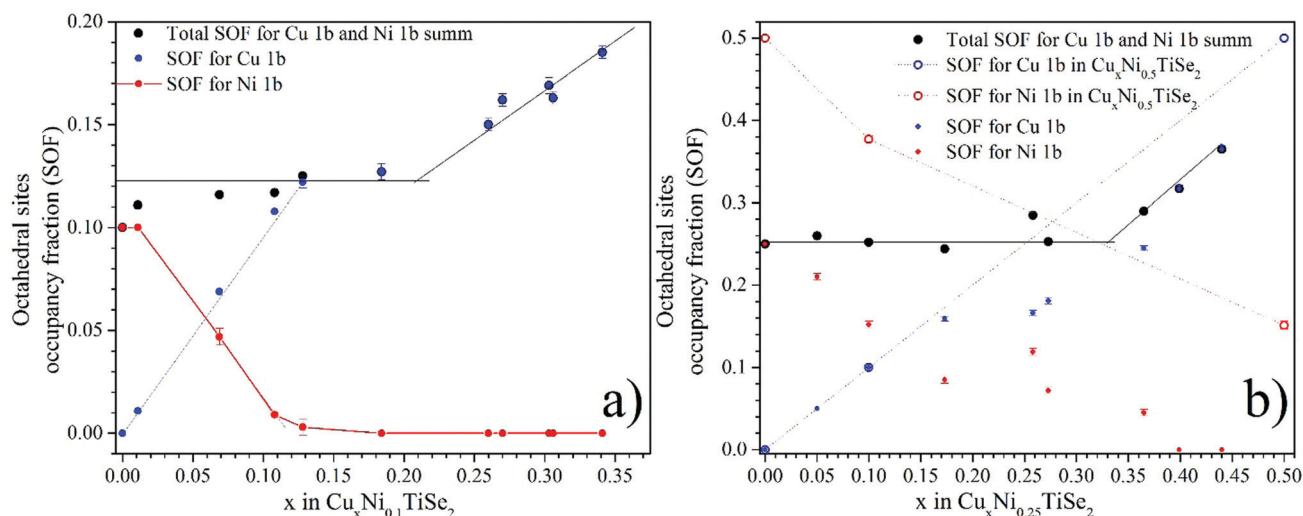 0.20
0.15
0.10
0.05
0.00
Octahedral sites
occupancy fraction (SOF)
Total SOF for Cu 1b and Ni 1b summ
SOF for Cu 1b
SOF for Ni 1b
a)
0.00 0.05 0.10 0.15 0.20 0.25 0.30 0.35
x in CuₓNi₀.₁TiSe₂
0.5
0.4
0.3
0.2
0.1
0.0
Octahedral sites
occupancy fraction (SOF)
Total SOF for Cu 1b and Ni 1b summ
SOF for Cu 1b in CuₓNi₀.₅TiSe₂
SOF for Ni 1b in CuₓNi₀.₅TiSe₂
SOF for Cu 1b
SOF for Ni 1b
b)
0.00 0.05 0.10 0.15 0.20 0.25 0.30 0.35 0.40 0.45 0.50
x in CuₓNi₀.₂₅TiSe₂